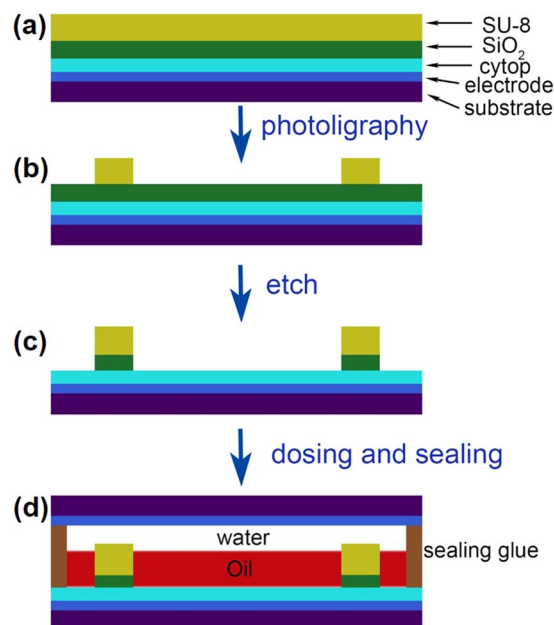 (a)
SU-8
SiO₂
cytop
electrode
substrate
photoligraphy
(b)
etch
(c)
dosing and sealing
(d)
water
sealing glue
Oil